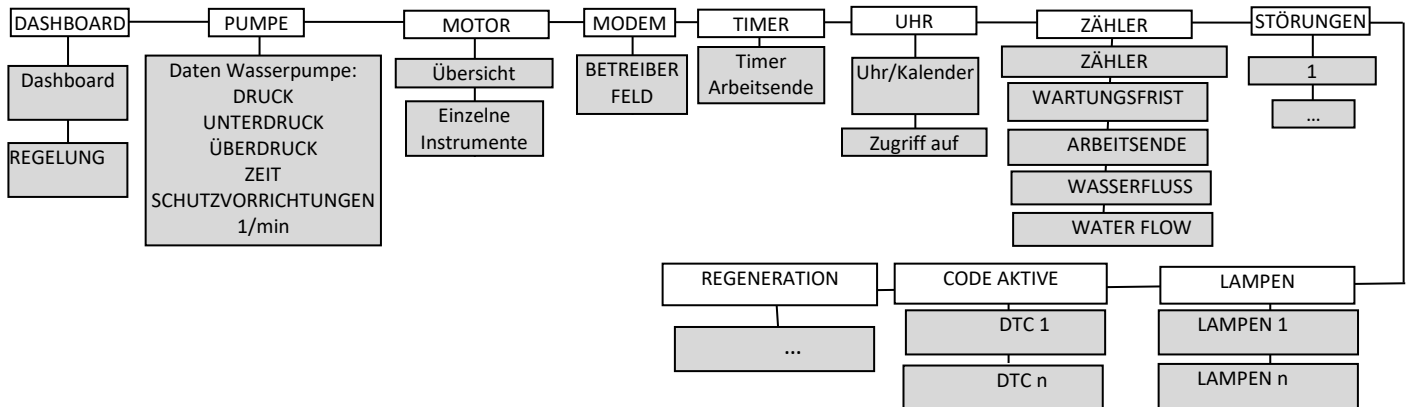 DASHBOARD
PUMPE
MOTOR
MODEM
TIMER
UHR
ZÄHLER
STÖRUNGEN
Dashboard
REGELUNG
Daten Wasserpumpe:
DRUCK
UNTERDRUCK
ÜBERDRUCK
ZEIT
SCHUTZVORRICHTUNGEN
1/min
Übersicht
Einzelne
Instrumente
BETREIBER
FELD
Timer
Arbeitsende
Uhr/Kalender
Zugriff auf
ZÄHLER
WARTUNGSFRIST
ARBEITSENDE
WASSERFLUSS
WATER FLOW
1
...
REGENERATION
CODE AKTIVE
LAMPEN
...
DTC 1
DTC n
LAMPEN 1
LAMPEN n